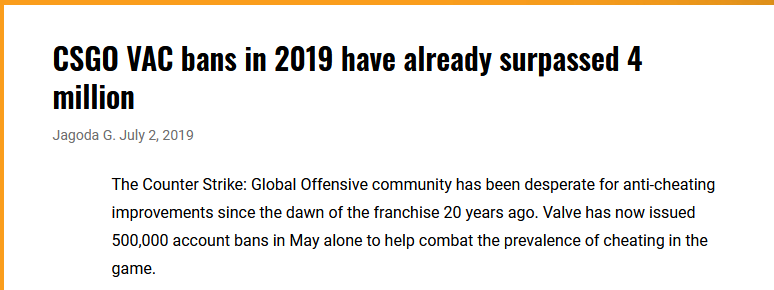 CSGO VAC bans in 2019 have already surpassed 4
million
Jagoda G. July 2, 2019
The Counter Strike: Global Offensive community has been desperate for anti-cheating
improvements since the dawn of the franchise 20 years ago. Valve has now issued
500,000 account bans in May alone to help combat the prevalence of cheating in the
game.